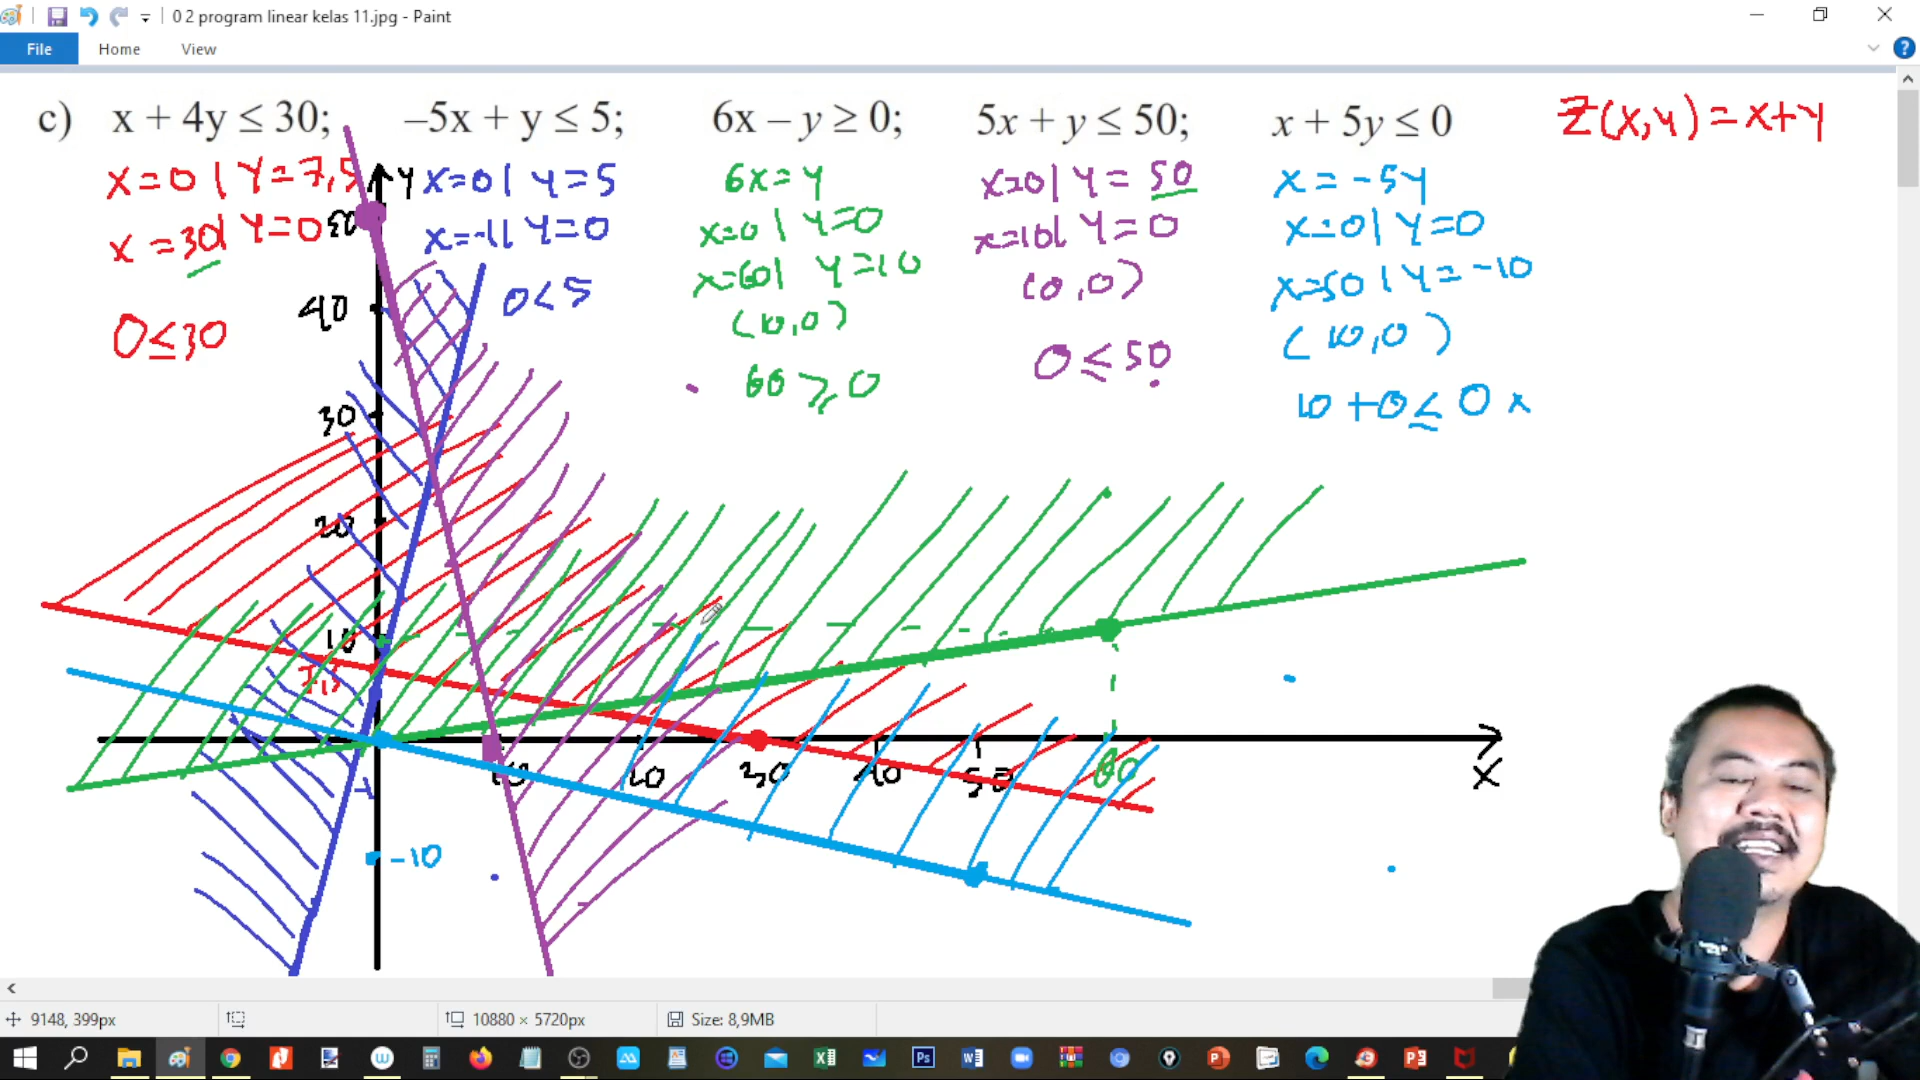 0 2 program linear kelas 11.jpg - Paint
File Home View
c) x + 4y ≤ 30; –5x + y ≤ 5; 6x – y ≥ 0; 5x + y ≤ 50; x + 5y ≤ 0 Z(x,y) = x+y
x=0 | y=7,5 y x=0 | y=5 6x=y x=0 | y=50 x=-5y
x=30 | y=0 50 x=-1 | y=0 x=0 | y=0 x=10 | y=0 x=0 | y=0
x=60 | y=10 (0,0) x=50 | y=-10
0≤30 40 0<5 (10,0) 0≤50 (10,0)
60≥0 10+0≤0 x
30
20
10
7,5
-1 10 20 30 40 50 60 x
-10
9148, 399px 10880 × 5720px Size: 8,9MB